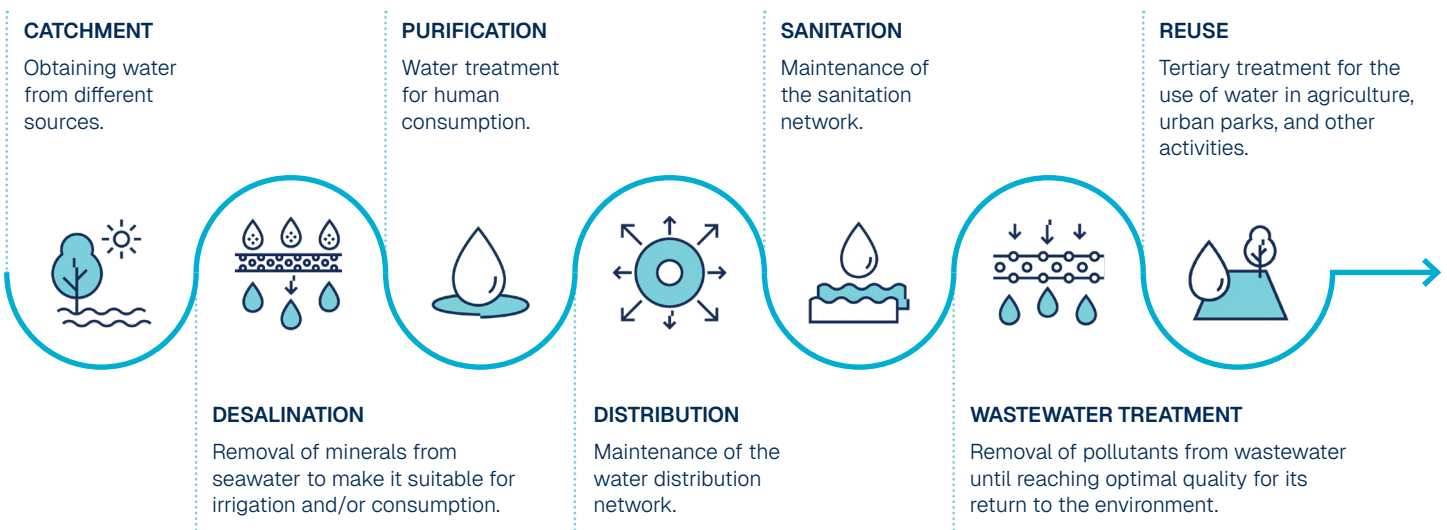 CATCHMENT
Obtaining water
from different
sources.
DESALINATION
Removal of minerals from
seawater to make it suitable for
irrigation and/or consumption.
PURIFICATION
Water treatment
for human
consumption.
DISTRIBUTION
Maintenance of the
water distribution
network.
SANITATION
Maintenance of
the sanitation
network.
WASTEWATER TREATMENT
Removal of pollutants from wastewater
until reaching optimal quality for its
return to the environment.
REUSE
Tertiary treatment for the
use of water in agriculture,
urban parks, and other
activities.